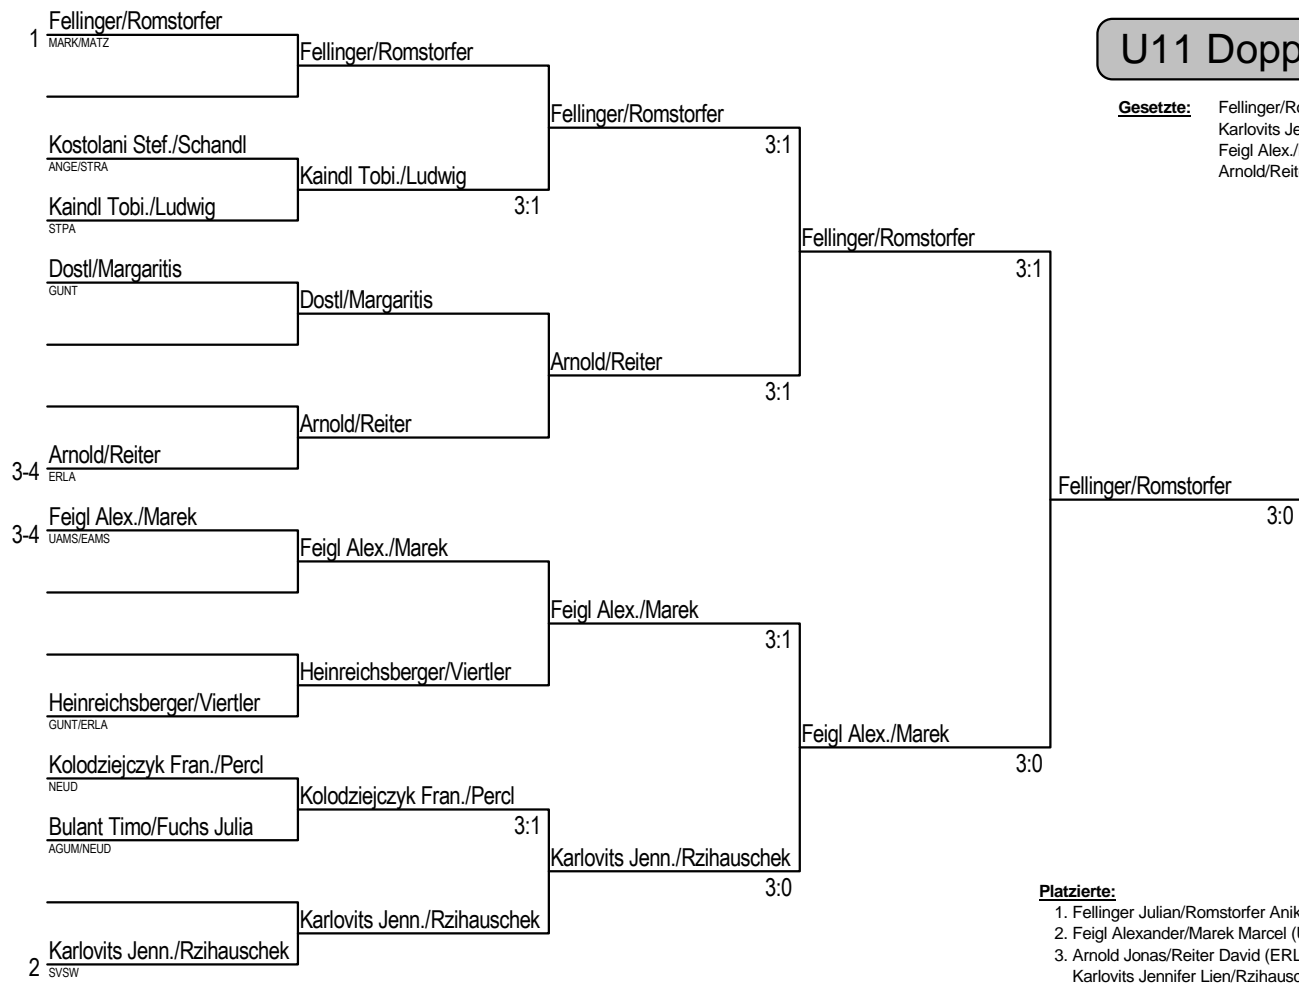 Fellinger/Romstorfer
1 MARK/MATZ
Fellinger/Romstorfer
Fellinger/Romstorfer
3:1
Kostolani Stef./Schandl
ANGE/STRA
Kaindl Tobi./Ludwig
3:1
Kaindl Tobi./Ludwig
STPA
Fellinger/Romstorfer
3:1
Dostl/Margaritis
GUNT
Dostl/Margaritis
Arnold/Reiter
3:1
Arnold/Reiter
Arnold/Reiter
3-4 ERLA
Fellinger/Romstorfer
3:0
Feigl Alex./Marek
3-4 UAMS/EAMS
Feigl Alex./Marek
Feigl Alex./Marek
3:1
Heinreichsberger/Viertler
Heinreichsberger/Viertler
GUNT/ERLA
Feigl Alex./Marek
3:0
Kolodziejczyk Fran./Percl
NEUD
Kolodziejczyk Fran./Percl
3:1
Bulant Timo/Fuchs Julia
AGUM/NEUD
Karlovits Jenn./Rzihauschek
3:0
Karlovits Jenn./Rzihauschek
Karlovits Jenn./Rzihauschek
2 SVSW
U11 Dopp
Gesetzte: Fellinger/Ro
Karlovits Je
Feigl Alex./
Arnold/Reit
Platzierte:
1. Fellinger Julian/Romstorfer Anik
2. Feigl Alexander/Marek Marcel (U
3. Arnold Jonas/Reiter David (ERL
Karlovits Jennifer Lien/Rzihausc